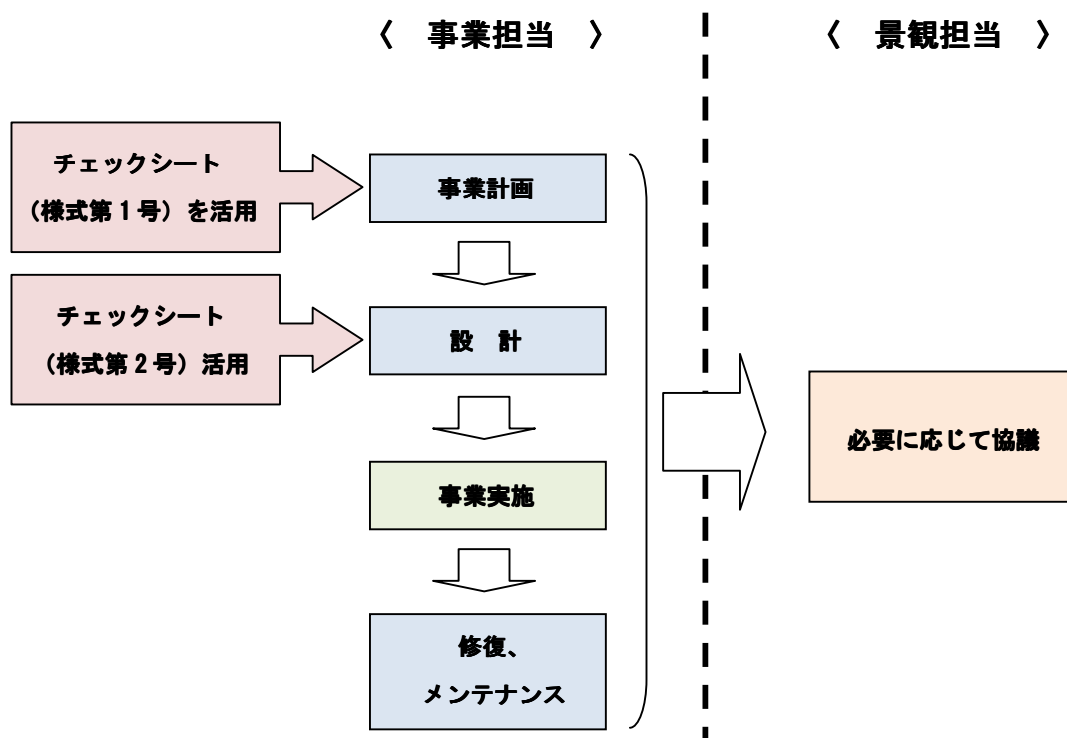 〈　事業担当　〉
〈　景観担当　〉
チェックシート
（様式第１号）を活用
事業計画
チェックシート
（様式第２号）活用
設　計
事業実施
修復、
メンテナンス
必要に応じて協議